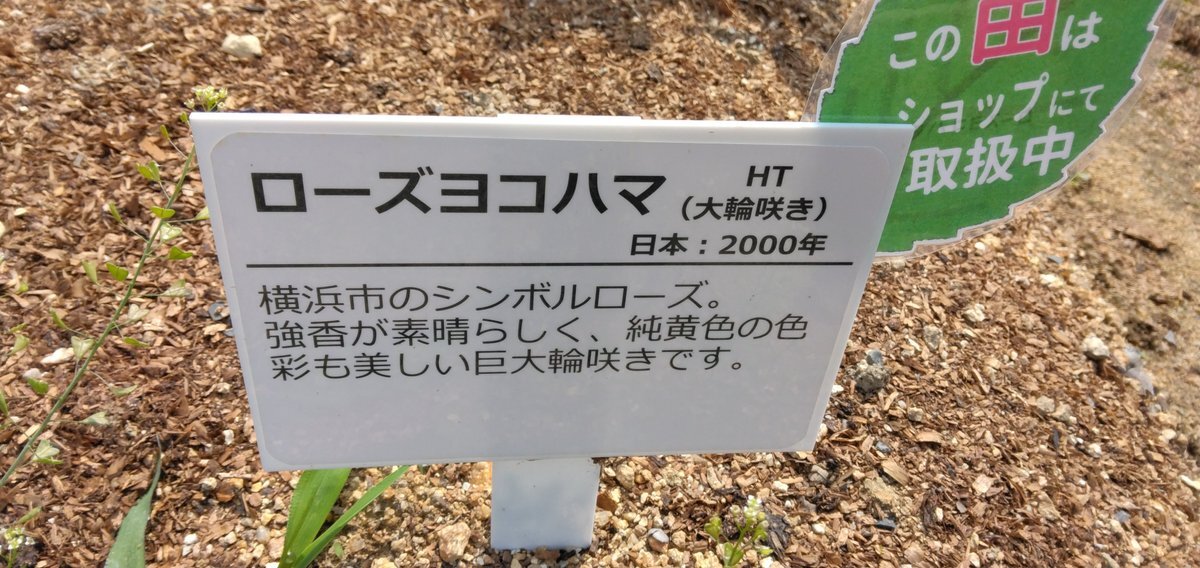 ローズヨコハマ HT
(大輪咲き)
日本:2000年
横浜市のシンボルローズ。
強香が素晴らしく、純黄色の色
彩も美しい巨大輪咲きです。
この
は
ショップにて
取扱中